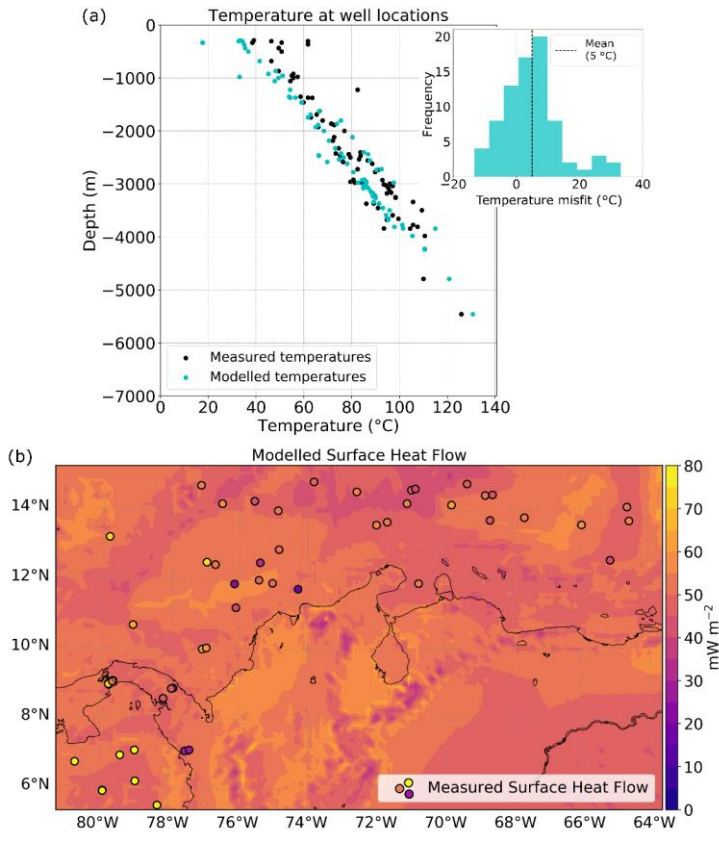 (a)
Temperature at well locations
0
−1000
−2000
−3000
−4000
−5000
−6000
−7000
Depth (m)
Measured temperatures
Modelled temperatures
0 20 40 60 80 100 120 140
Temperature (°C)
20
15
10
5
0
Frequency
Mean
(5 °C)
−20 0 20 40
Temperature misfit (°C)
(b)
Modelled Surface Heat Flow
14°N
12°N
10°N
8°N
6°N
Measured Surface Heat Flow
80°W 78°W 76°W 74°W 72°W 70°W 68°W 66°W 64°W
80
70
60
50
40
30
20
10
0
mW m⁻²